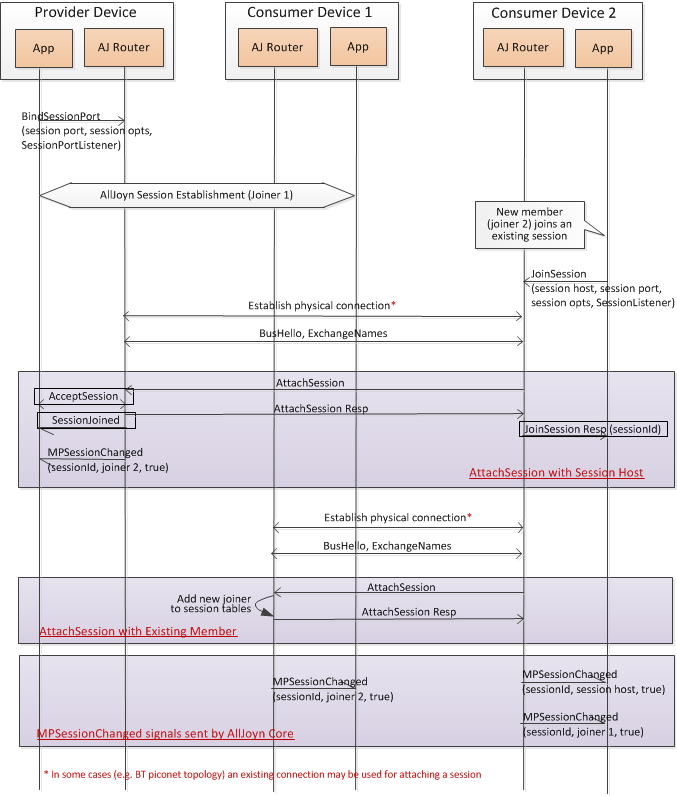 Provider Device
Consumer Device 1
Consumer Device 2
App
AJ Router
AJ Router
App
AJ Router
App
BindSessionPort
(session port, session opts,
SessionPortListener)
AllJoyn Session Establishment (Joiner 1)
New member
(joiner 2) joins an
existing session
JoinSession
(session host, session port,
session opts, SessionListener)
Establish physical connection*
BusHello, ExchangeNames
AttachSession
AcceptSession
AttachSession Resp
SessionJoined
JoinSession Resp (sessionId)
MPSessionChanged
(sessionId, joiner 2, true)
AttachSession with Session Host
Establish physical connection*
BusHello, ExchangeNames
AttachSession
Add new joiner
to session tables
AttachSession Resp
AttachSession with Existing Member
MPSessionChanged
(sessionId, joiner 2, true)
MPSessionChanged
(sessionId, session host, true)
MPSessionChanged
(sessionId, joiner 1, true)
MPSessionChanged signals sent by AllJoyn Core
* In some cases (e.g. BT piconet topology) an existing connection may be used for attaching a session